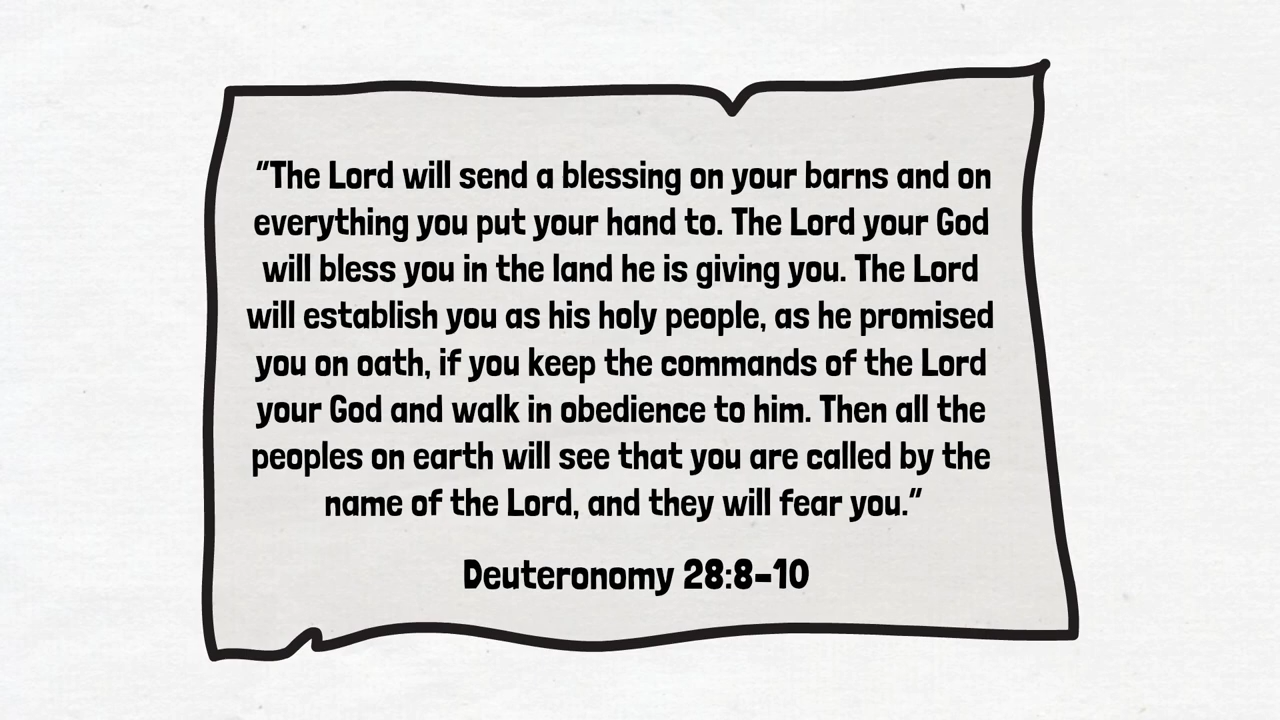 “The Lord will send a blessing on your barns and on
everything you put your hand to. The Lord your God
will bless you in the land he is giving you. The Lord
will establish you as his holy people, as he promised
you on oath, if you keep the commands of the Lord
your God and walk in obedience to him. Then all the
peoples on earth will see that you are called by the
name of the Lord, and they will fear you.”
Deuteronomy 28:8–10